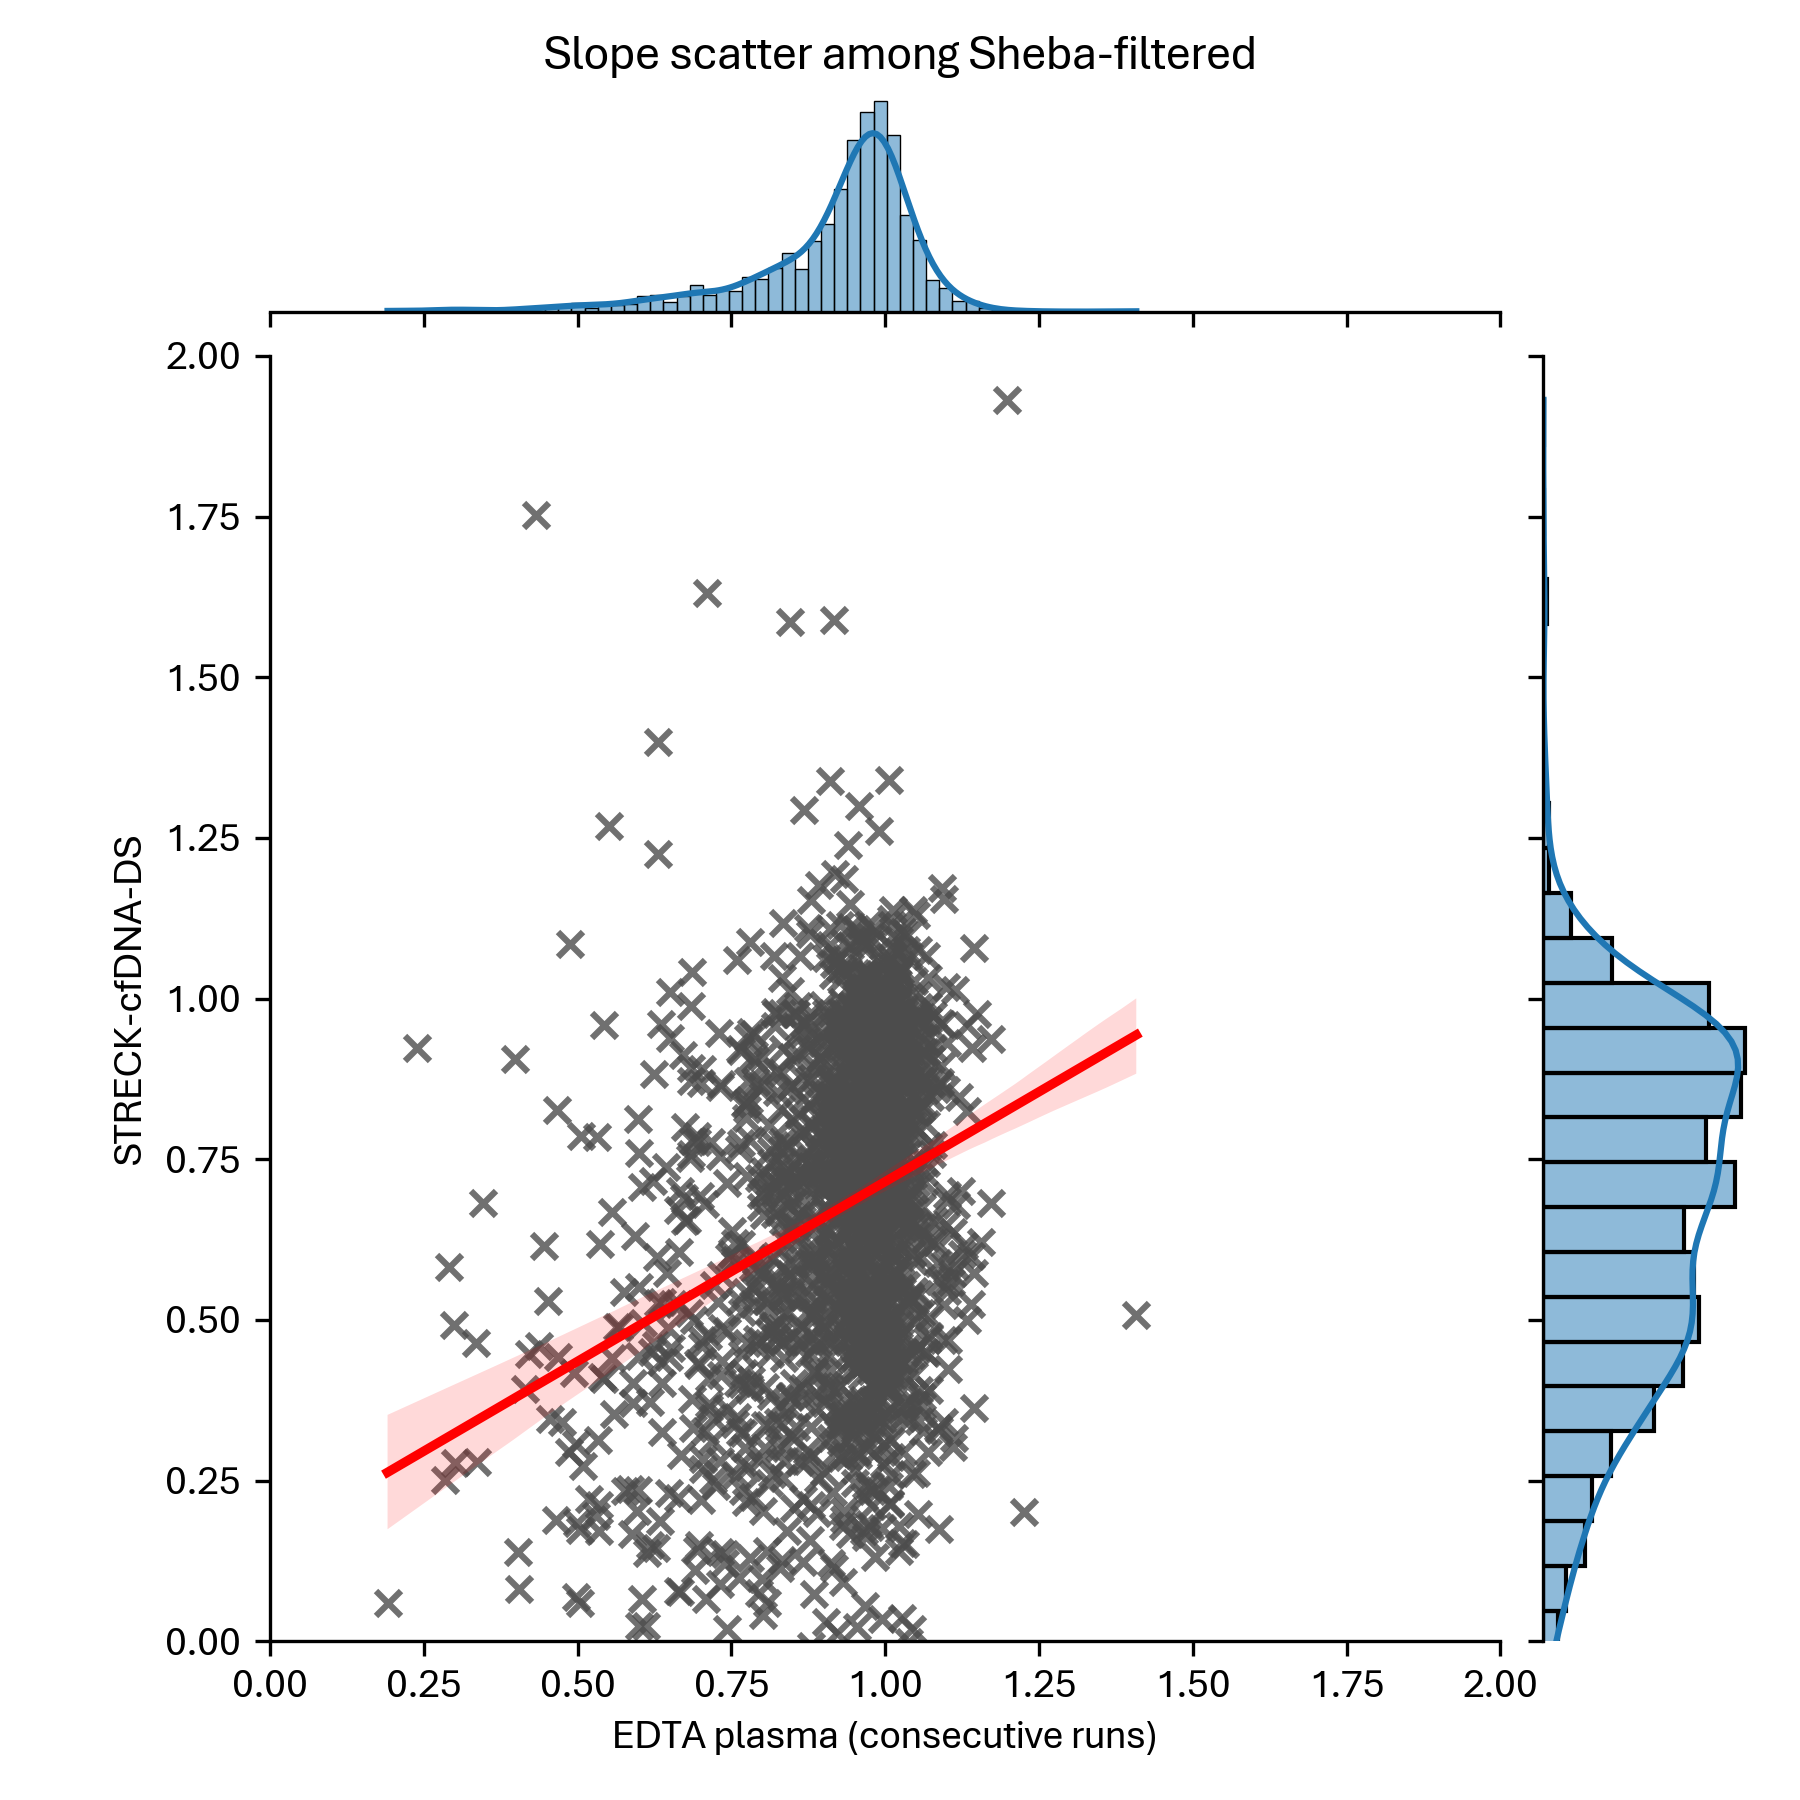 Slope scatter among Sheba-filtered
2.00
1.75
1.50
1.25
1.00
0.75
0.50
0.25
0.00
STRECK-cfDNA-DS
0.00 0.25 0.50 0.75 1.00 1.25 1.50 1.75 2.00
EDTA plasma (consecutive runs)